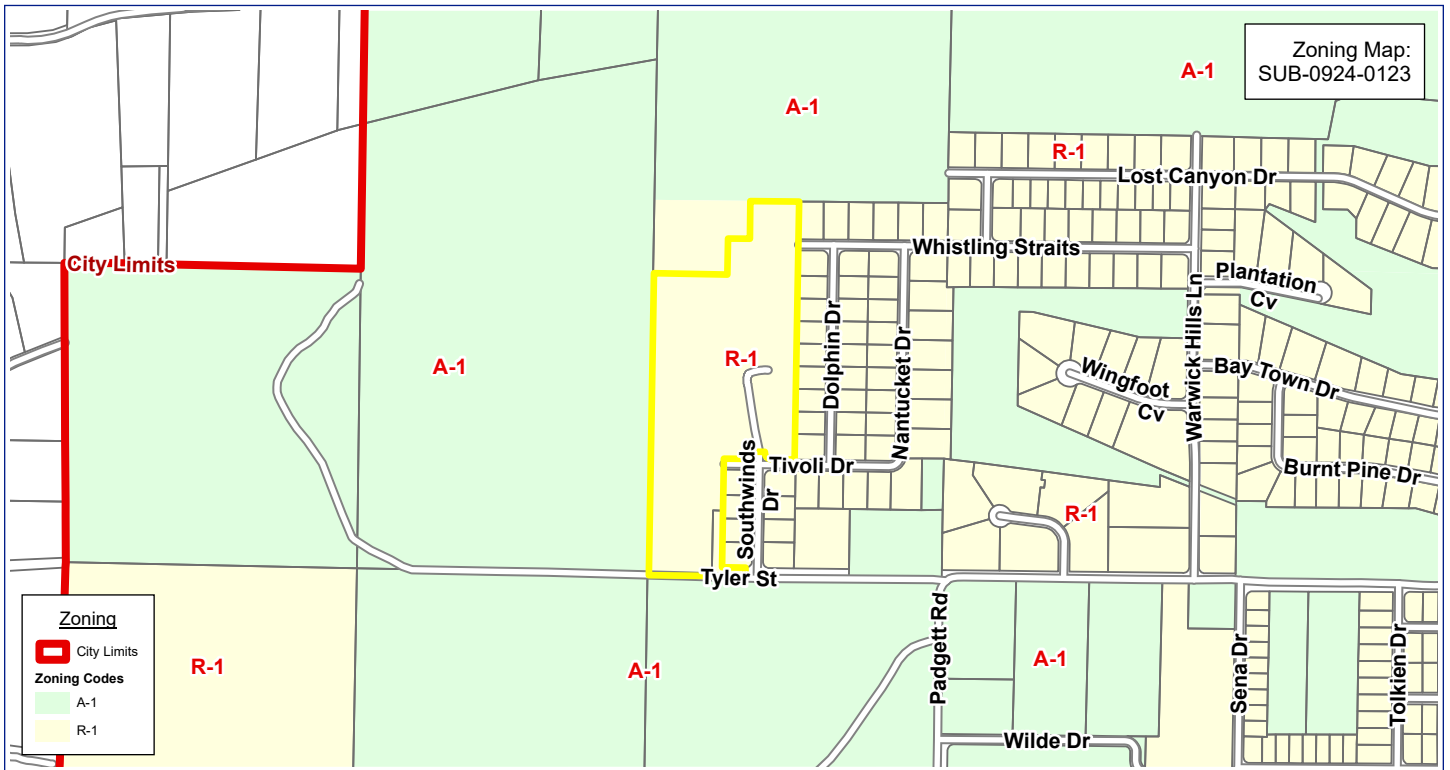 Zoning Map:
SUB-0924-0123
A-1
A-1
R-1
Lost Canyon Dr
Whistling Straits
City Limits
Plantation
Cv
Warwick Hills Ln
Dolphin Dr
Nantucket Dr
A-1
R-1
Wingfoot
Cv
Bay Town Dr
Burnt Pine Dr
Tivoli Dr
Southwinds
Dr
R-1
Tyler St
Padgett Rd
A-1
A-1
R-1
Sena Dr
Tolkien Dr
Wilde Dr
Zoning
City Limits
Zoning Codes
A-1
R-1